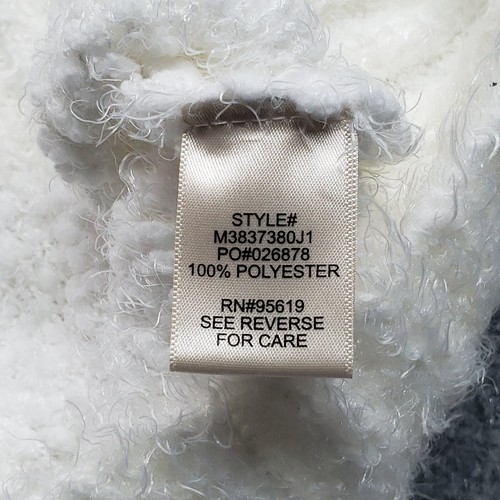 STYLE#
M3837380J1
PO#026878
100% POLYESTER
RN#95619
SEE REVERSE
FOR CARE